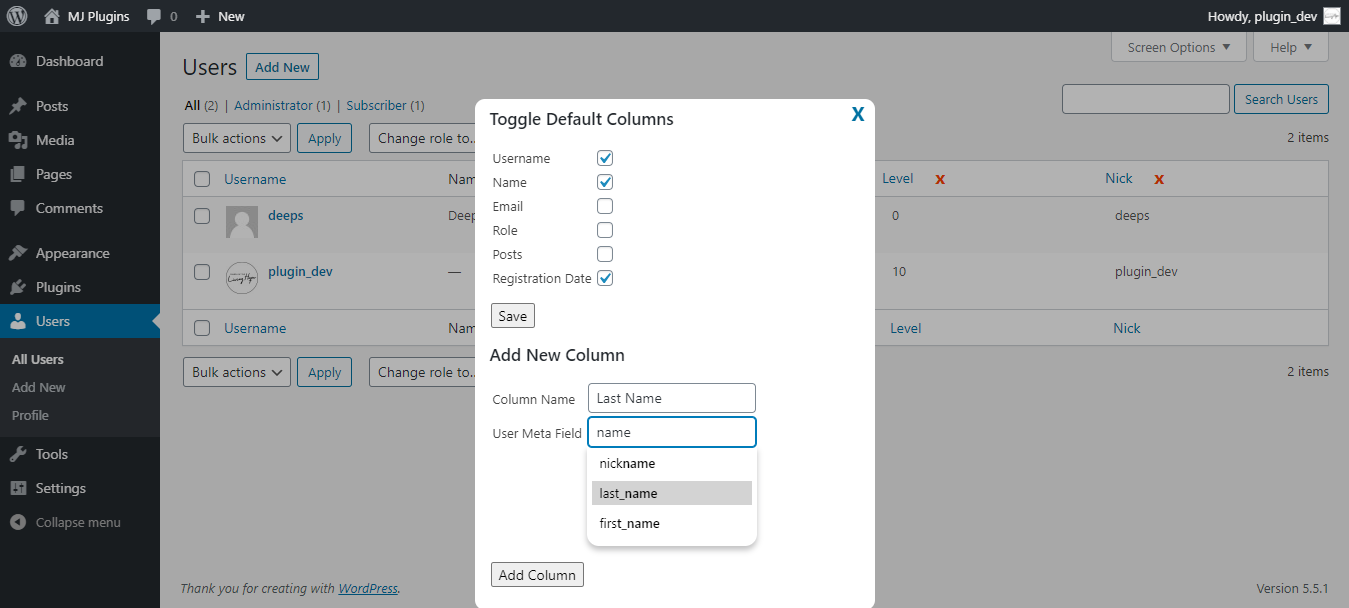 MJ Plugins 0 New Howdy, plugin_dev
Dashboard
Posts
Media
Pages
Comments
Appearance
Plugins
Users
All Users
Add New
Profile
Tools
Settings
Collapse menu
Screen Options Help
Users Add New
All (2) | Administrator (1) | Subscriber (1)
Search Users
Bulk actions Apply Change role to..
2 items
Username Nam Level X Nick X
deeps Deep 0 deeps
plugin_dev — 10 plugin_dev
Username Nam Level Nick
Bulk actions Apply Change role to..
2 items
Toggle Default Columns X
Username
Name
Email
Role
Posts
Registration Date
Save
Add New Column
Column Name Last Name
User Meta Field name
nickname
last_name
first_name
Add Column
Thank you for creating with WordPress.
Version 5.5.1